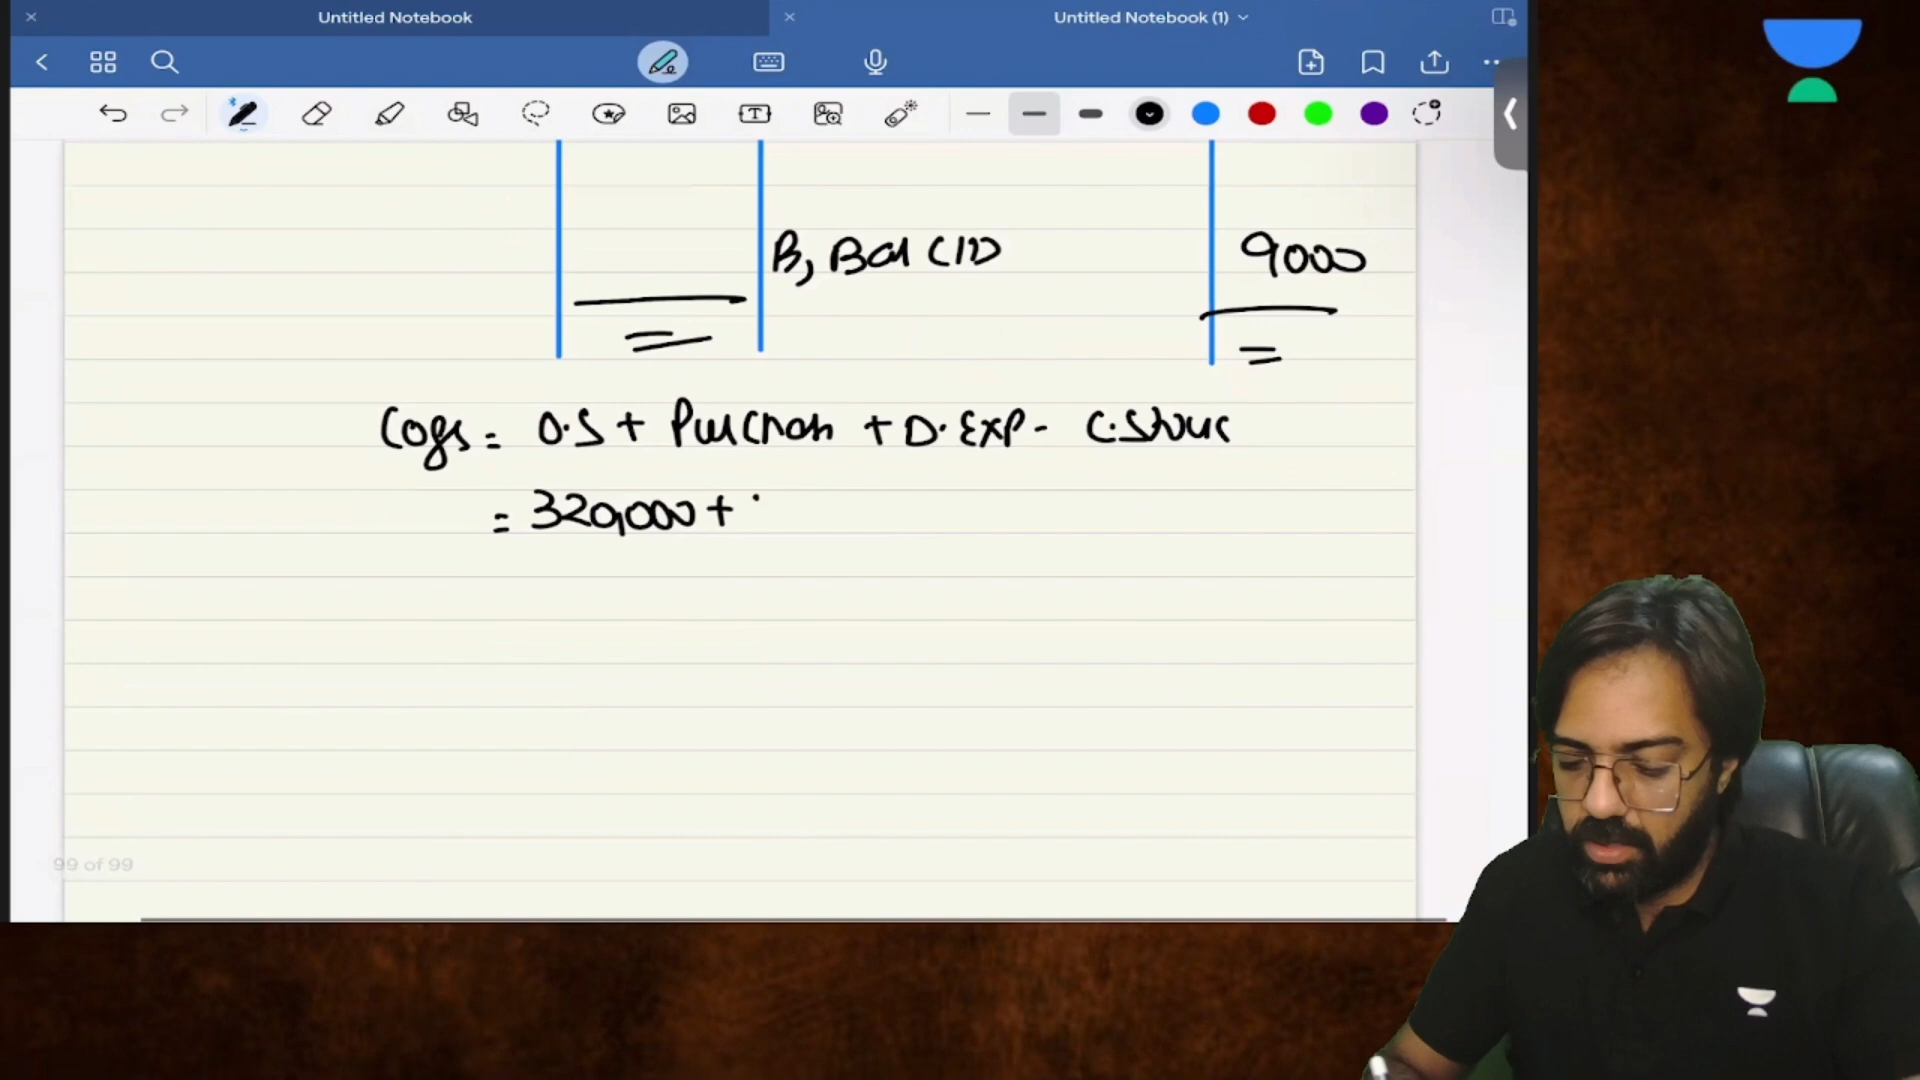 Untitled Notebook
Untitled Notebook (1)
B, Bal C/D 9000
Cogs = O.S + Purchase + D.Exp - C.Stock
= 320,000 +
99 of 99